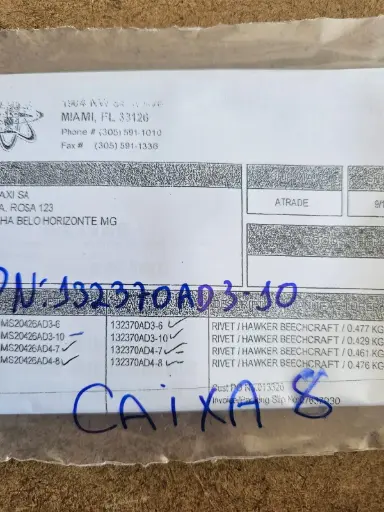 MIAMI, FL 33126
Phone # (305) 591-1010
Fax # (305) 591-1336
AXI SA
A. ROSA 123
HA BELO HORIZONTE MG
ATRADE
PN: 132370AD3-10
MS20426AD3-8 132370AD3-6 RIVET / HAWKER BEECHCRAFT / 0.477 KG
MS20426AD3-10 132370AD3-10 RIVET / HAWKER BEECHCRAFT / 0.429 KG
MS20426AD4-7 132370AD4-7 RIVET / HAWKER BEECHCRAFT / 0.461 KG
MS20426AD4-8 132370AD4-8 RIVET / HAWKER BEECHCRAFT / 0.476 KG
CAIXA 8